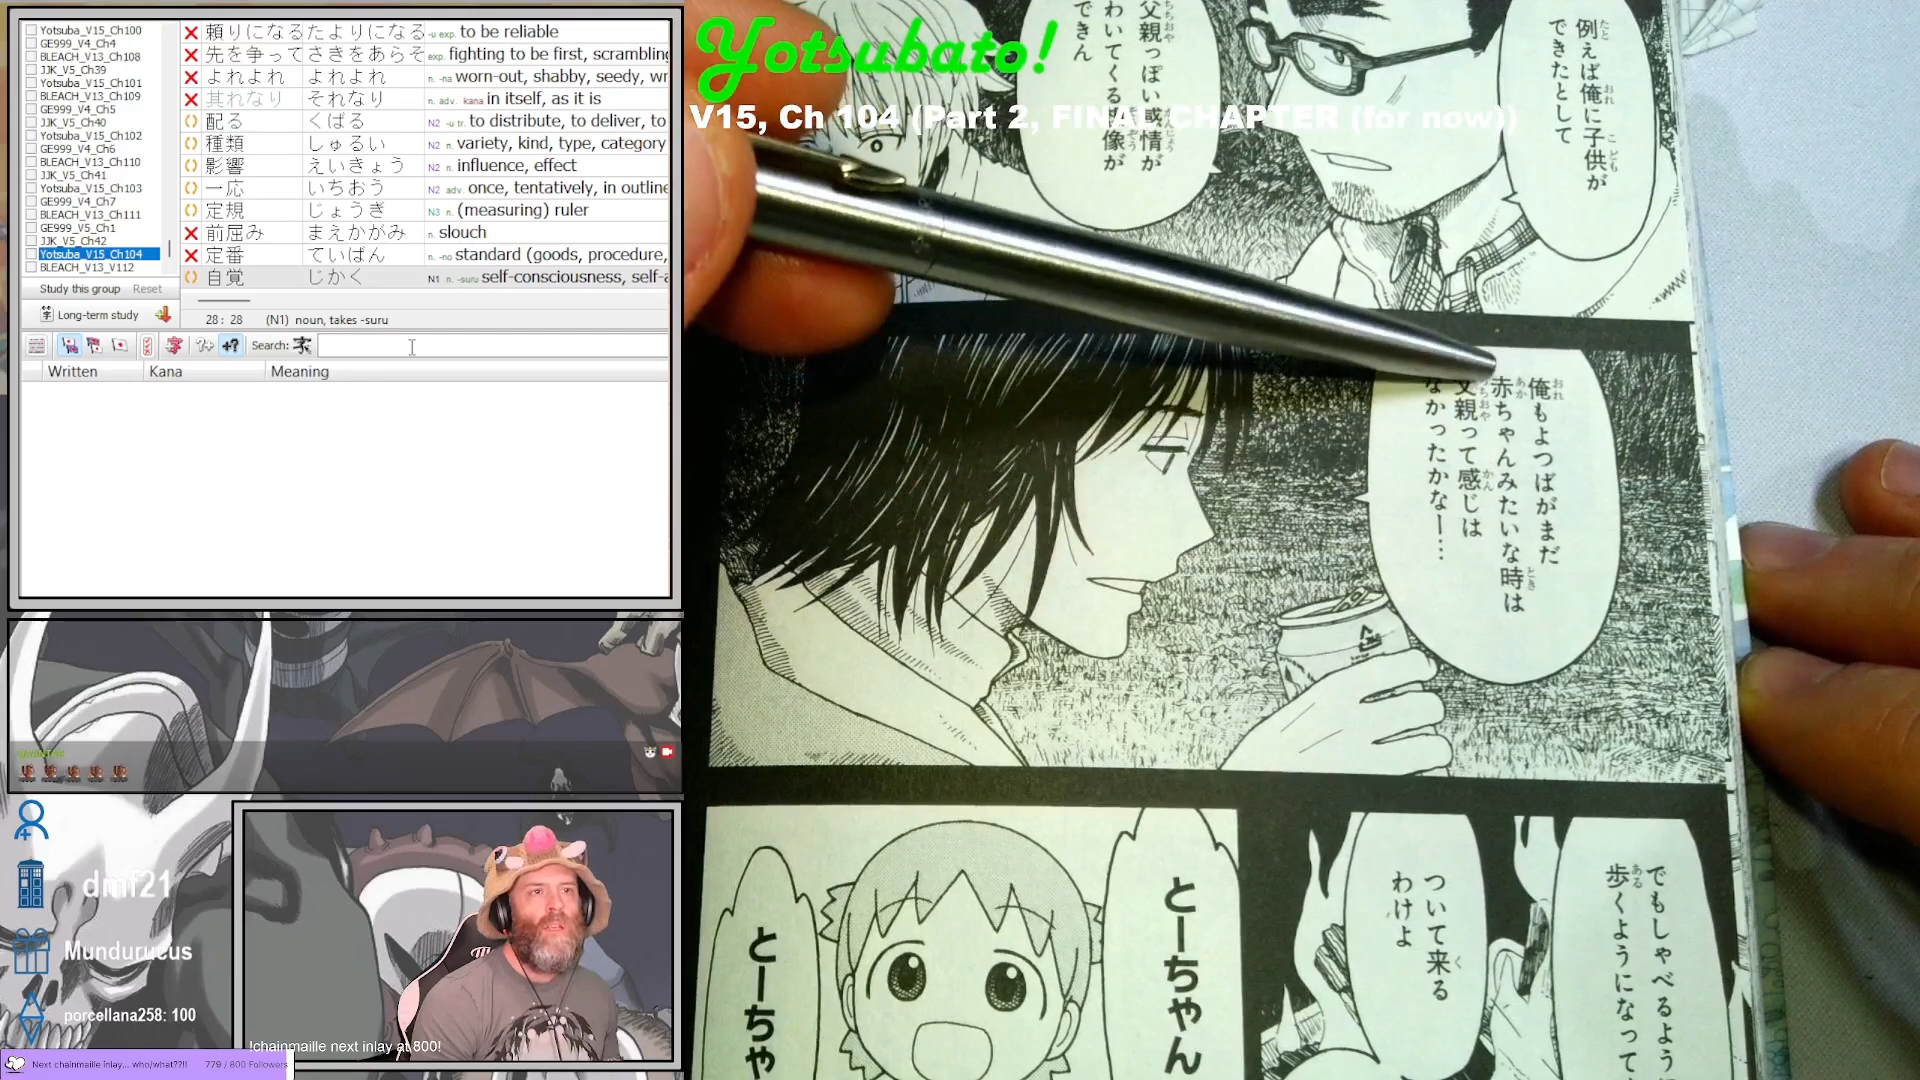 Yotsuba_V15_Ch100
GE999_V4_Ch4
BLEACH_V13_Ch108
JJK_V5_Ch39
Yotsuba_V15_Ch101
BLEACH_V13_Ch109
GE999_V4_Ch5
JJK_V5_Ch40
Yotsuba_V15_Ch102
GE999_V4_Ch6
BLEACH_V13_Ch110
JJK_V5_Ch41
Yotsuba_V15_Ch103
GE999_V4_Ch7
BLEACH_V13_Ch111
GE999_V5_Ch1
JJK_V5_Ch42
Yotsuba_V15_Ch104
BLEACH_V13_V112
Study this group Reset
Long-term study
頼りになる たよりになる -u exp. to be reliable
先を争って さきをあらそ exp. fighting to be first, scrambling
よれよれ よれよれ n. -na worn-out, shabby, seedy, wr
其れなり それなり n. adv. kana in itself, as it is
配る くばる N2 -u tr. to distribute, to deliver, to
種類 しゅるい N2 n. variety, kind, type, category
影響 えいきょう N2 n. influence, effect
一応 いちおう N2 adv. once, tentatively, in outline
定規 じょうぎ N3 n. (measuring) ruler
前屈み まえかがみ n. slouch
定番 ていばん n. -no standard (goods, procedure,
自覚 じかく N1 n. -suru self-consciousness, self-a
28: 28 (N1) noun, takes -suru
Search:
Written Kana Meaning
Yotsubato!
V15, Ch 104 (Part 2, FINAL CHAPTER (for now))
例えば俺に子供が
できたとして
父親っぽい感情が
わいてくる想像が
できん
俺もよつばがまだ
赤ちゃんみたいな時は
父親って感じは
なかったかなー…
でもしゃべるよう
歩くようになって
ついて来る
わけよ
とーちゃん
とーちゃ
dmf21
Mundurucus
porcellana258: 100
!chainmaille next inlay at 800!
Next chainmaille inlay... who/what??!! 779 / 800 Followers